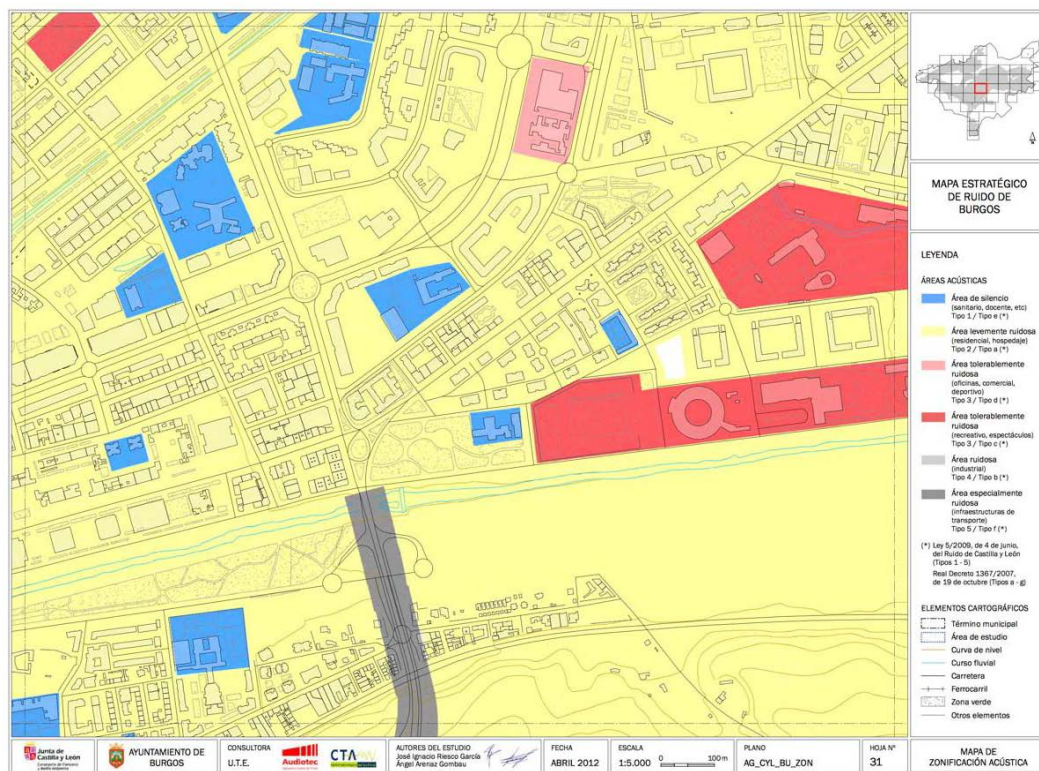 MAPA ESTRATÉGICO
DE RUIDO DE
BURGOS
LEYENDA
ÁREAS ACÚSTICAS
Área de silencio
(sanitario, docente, etc)
Tipo 1 / Tipo e (*)
Área levemente ruidosa
(residencial, hospedaje)
Tipo 2 / Tipo a (*)
Área tolerablemente
ruidosa
(oficinas, comercial,
deportivo)
Tipo 3 / Tipo d (*)
Área tolerablemente
ruidosa
(recreativo, espectáculos)
Tipo 3 / Tipo c (*)
Área ruidosa
(industrial)
Tipo 4 / Tipo b (*)
Área especialmente
ruidosa
(infraestructuras de
transporte)
Tipo 5 / Tipo f (*)
(*) Ley 5/2009, de 4 de junio,
del Ruido de Castilla y León
(Tipos 1 - 5)
Real Decreto 1367/2007,
de 19 de octubre (Tipos a - g)
ELEMENTOS CARTOGRÁFICOS
Término municipal
Área de estudio
Curva de nivel
Curso fluvial
Carretera
Ferrocarril
Zona verde
Otros elementos
Junta de
Castilla y León
AYUNTAMIENTO DE
BURGOS
CONSULTORA
U.T.E.
Audiotec
CTA
AUTORES DEL ESTUDIO
José Ignacio Riesco García
Ángel Arenaz Gombau
FECHA
ABRIL 2012
ESCALA
1:5.000
0 100 m
PLANO
AG_CYL_BU_ZON
HOJA Nº
31
MAPA DE
ZONIFICACIÓN ACÚSTICA